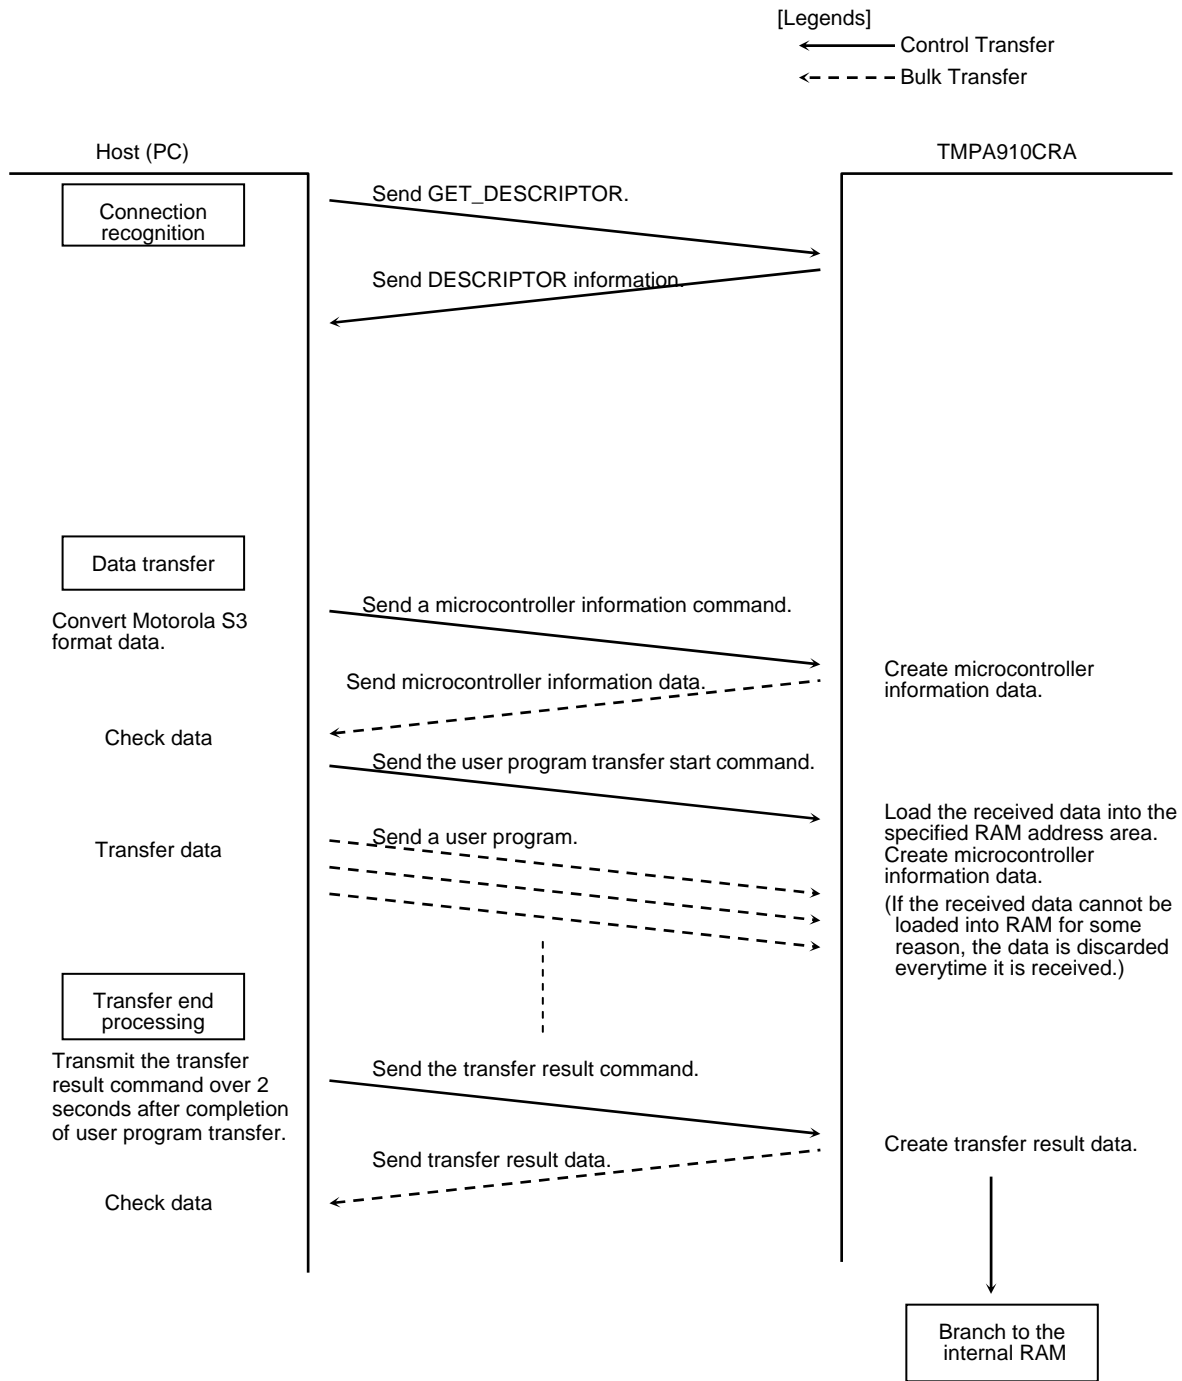 [Legends]
Control Transfer
Bulk Transfer
Host (PC)
TMPA910CRA
Connection
recognition
Send GET_DESCRIPTOR.
Send DESCRIPTOR information.
Data transfer
Convert Motorola S3
format data.
Send a microcontroller information command.
Create microcontroller
information data.
Send microcontroller information data.
Check data
Send the user program transfer start command.
Load the received data into the
specified RAM address area.
Create microcontroller
information data.
(If the received data cannot be
loaded into RAM for some
reason, the data is discarded
everytime it is received.)
Transfer data
Send a user program.
Transfer end
processing
Transmit the transfer
result command over 2
seconds after completion
of user program transfer.
Send the transfer result command.
Create transfer result data.
Send transfer result data.
Check data
Branch to the
internal RAM